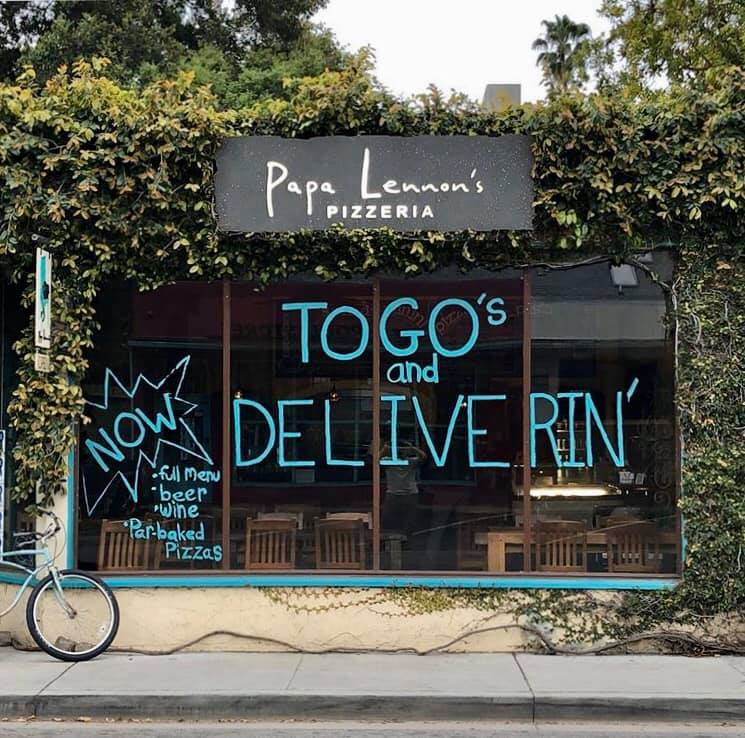 Papa Lennon's
PIZZERIA
TOGO's
and
DELIVERIN'
NOW
·full menu
·beer
·wine
·Par-baked
Pizzas